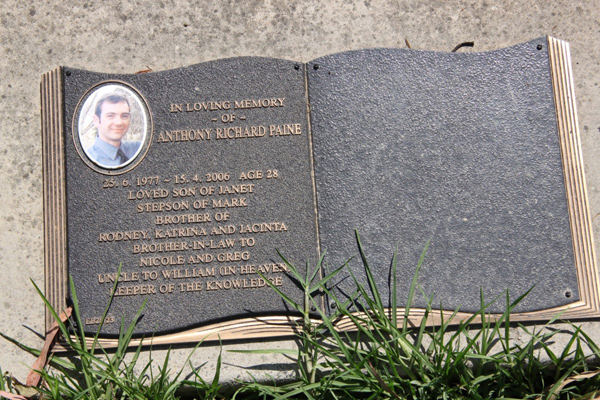 IN LOVING MEMORY
- OF -
ANTHONY RICHARD PAINE
25. 6. 1977 - 15. 4. 2006 AGE 28
LOVED SON OF JANET
STEPSON OF MARK
BROTHER OF
RODNEY, KATRINA AND JACINTA
BROTHER-IN-LAW TO
NICOLE AND GREG
UNCLE TO WILLIAM (IN HEAVEN)
KEEPER OF THE KNOWLEDGE